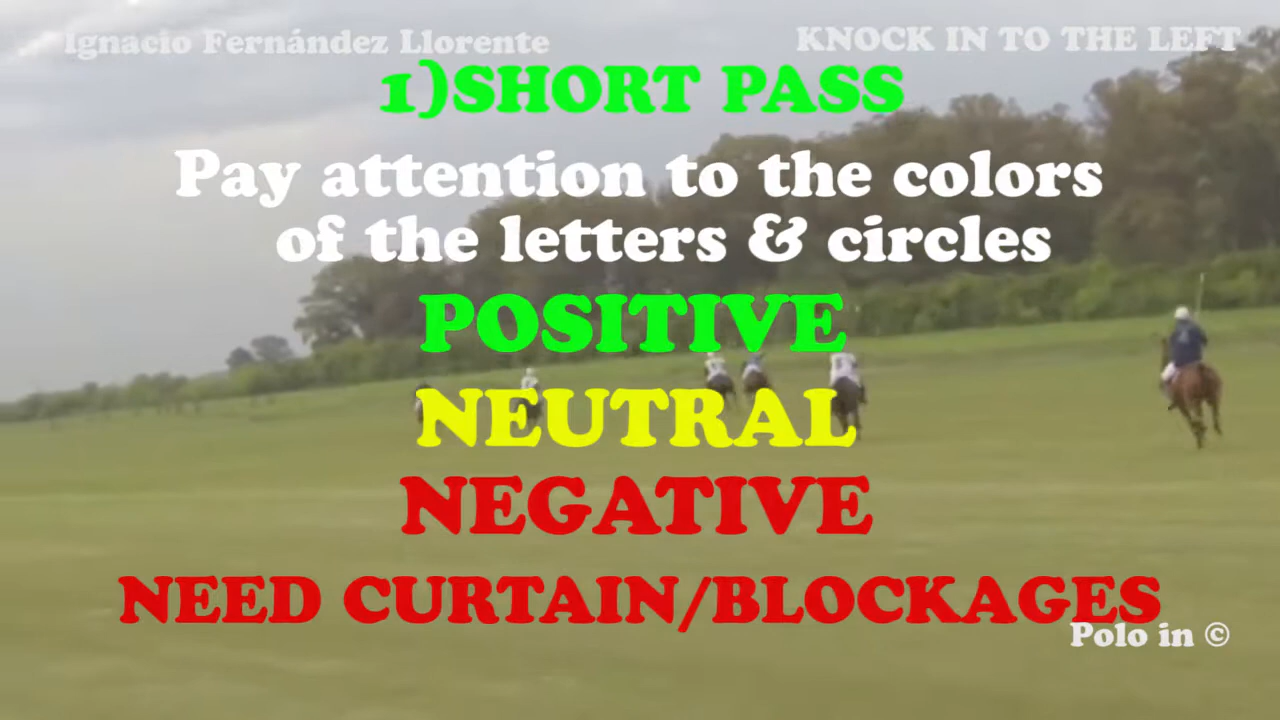 Ignacio Fernández Llorente
KNOCK IN TO THE LEFT
1)SHORT PASS
Pay attention to the colors
of the letters & circles
POSITIVE
NEUTRAL
NEGATIVE
NEED CURTAIN/BLOCKAGES
Polo in ©